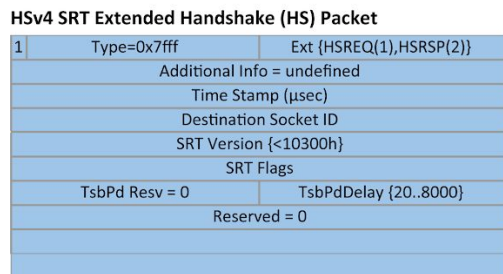 HSv4 SRT Extended Handshake (HS) Packet
1 Type=0x7fff Ext {HSREQ(1),HSRSP(2)}
Additional Info = undefined
Time Stamp (µsec)
Destination Socket ID
SRT Version {<10300h}
SRT Flags
TsbPd Resv = 0 TsbPdDelay {20..8000}
Reserved = 0